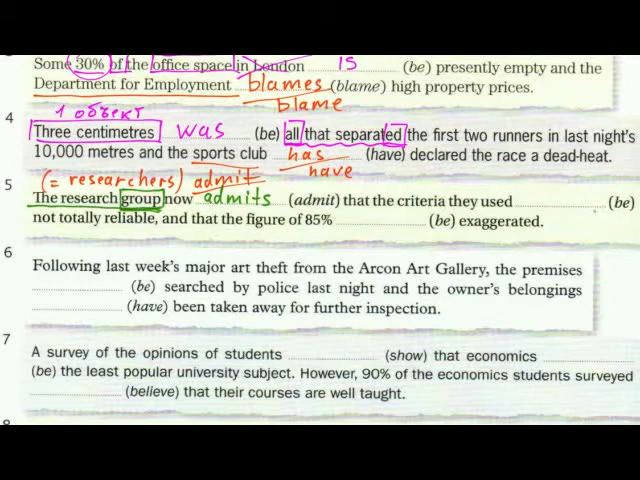 Some 30% of the office space in London is (be) presently empty and the
Department for Employment blames (blame) high property prices.
blame
1 объект
4
Three centimetres was (be) all that separated the first two runners in last night's
10,000 metres and the sports club has (have) declared the race a dead-heat.
have
(= researchers) admit
5
The research group now admits (admit) that the criteria they used .......... (be)
not totally reliable, and that the figure of 85% .......... (be) exaggerated.
6
Following last week's major art theft from the Arcon Art Gallery, the premises
.......... (be) searched by police last night and the owner's belongings
.......... (have) been taken away for further inspection.
7
A survey of the opinions of students .......... (show) that economics ..........
(be) the least popular university subject. However, 90% of the economics students surveyed
.......... (believe) that their courses are well taught.